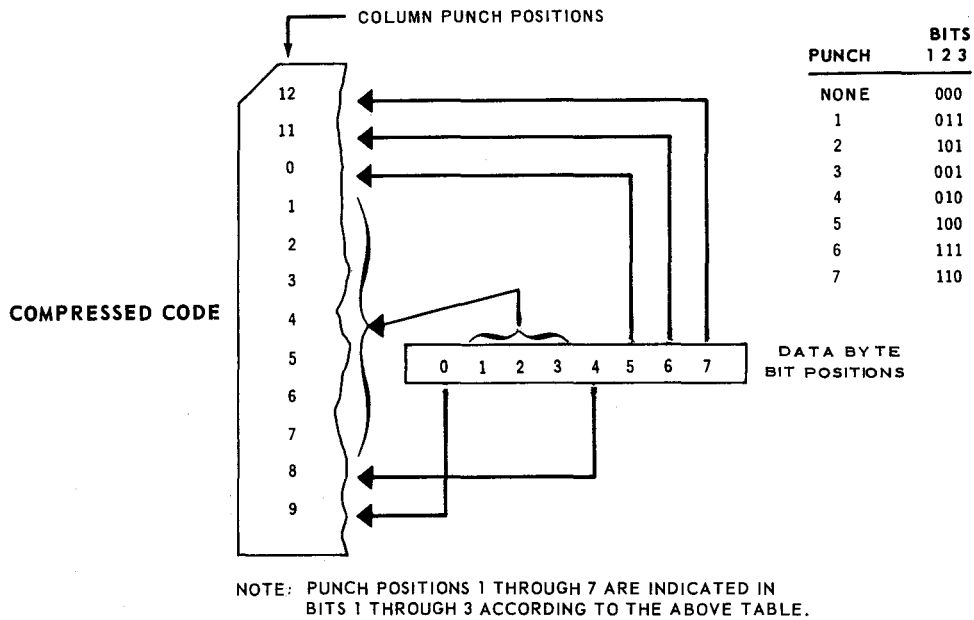 COLUMN PUNCH POSITIONS
BITS
PUNCH 1 2 3
NONE 000
1 011
2 101
3 001
4 010
5 100
6 111
7 110
12
11
0
1
2
3
4
5
6
7
8
9
COMPRESSED CODE
0 1 2 3 4 5 6 7
DATA BYTE
BIT POSITIONS
NOTE: PUNCH POSITIONS 1 THROUGH 7 ARE INDICATED IN
BITS 1 THROUGH 3 ACCORDING TO THE ABOVE TABLE.